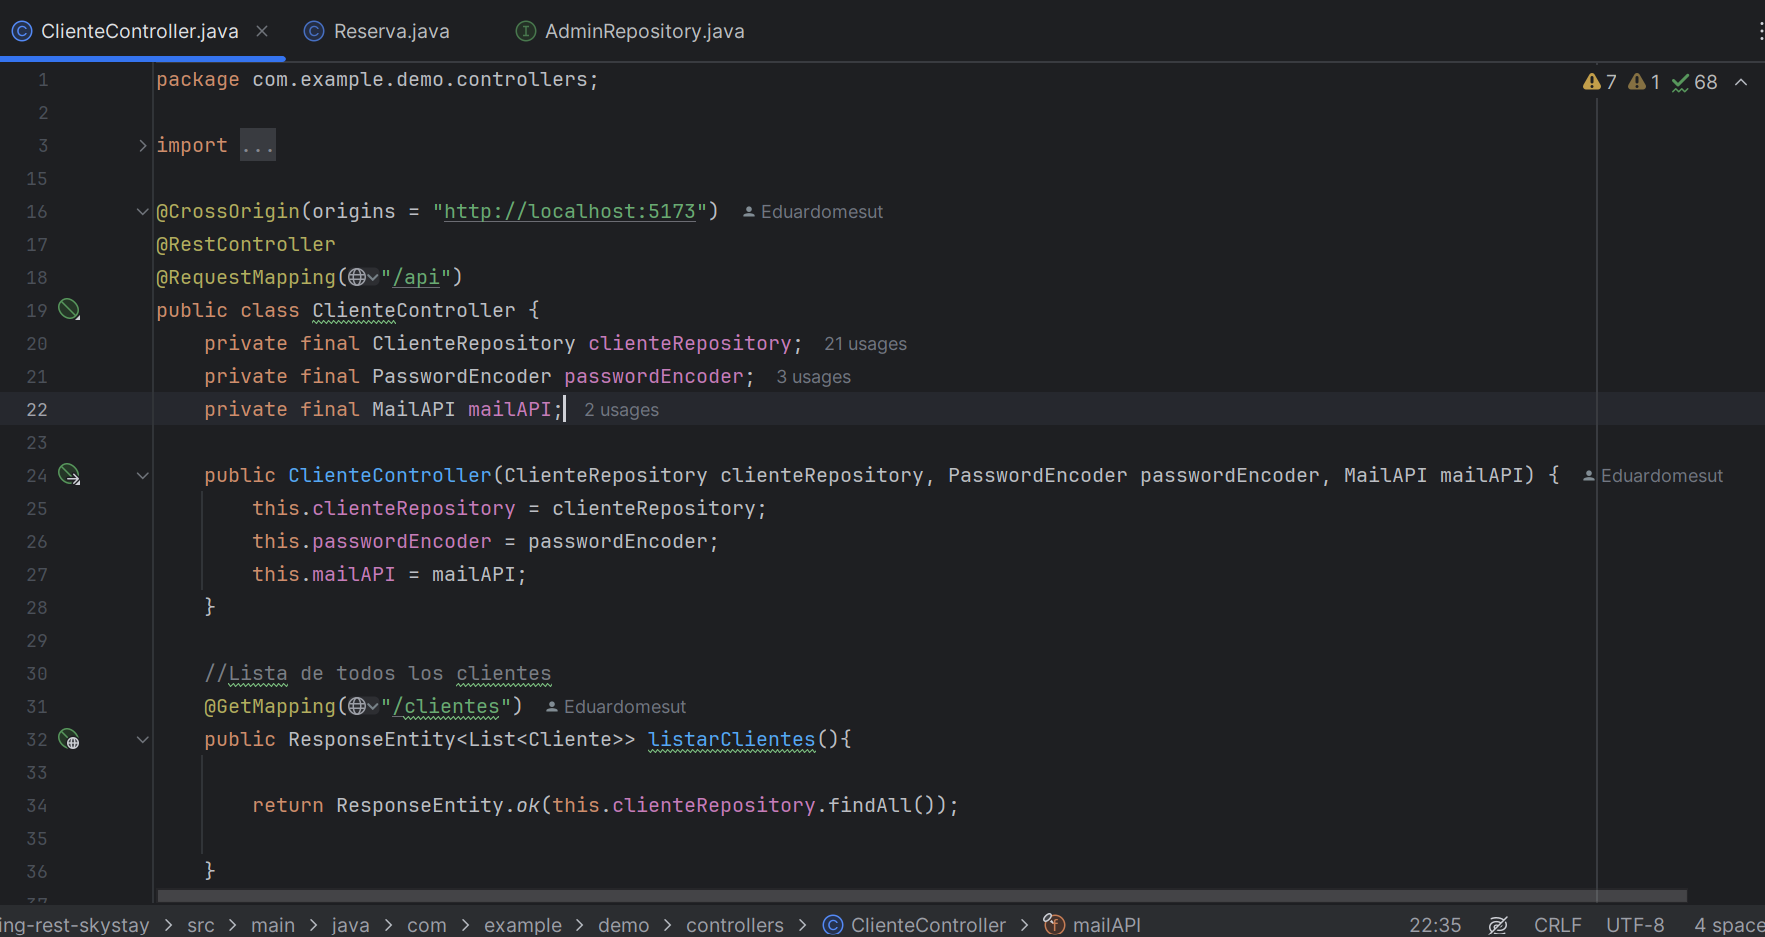 ClienteController.java Reserva.java AdminRepository.java
1 package com.example.demo.controllers; 7 1 68
2
3 import ...
15
16 @CrossOrigin(origins = "http://localhost:5173") Eduardomesut
17 @RestController
18 @RequestMapping("/api")
19 public class ClienteController {
20 private final ClienteRepository clienteRepository; 21 usages
21 private final PasswordEncoder passwordEncoder; 3 usages
22 private final MailAPI mailAPI; 2 usages
23
24 public ClienteController(ClienteRepository clienteRepository, PasswordEncoder passwordEncoder, MailAPI mailAPI) { Eduardomesut
25 this.clienteRepository = clienteRepository;
26 this.passwordEncoder = passwordEncoder;
27 this.mailAPI = mailAPI;
28 }
29
30 //Lista de todos los clientes
31 @GetMapping("/clientes") Eduardomesut
32 public ResponseEntity<List<Cliente>> listarClientes(){
33
34 return ResponseEntity.ok(this.clienteRepository.findAll());
35
36 }
37
ing-rest-skystay > src > main > java > com > example > demo > controllers > ClienteController > mailAPI 22:35 CRLF UTF-8 4 space